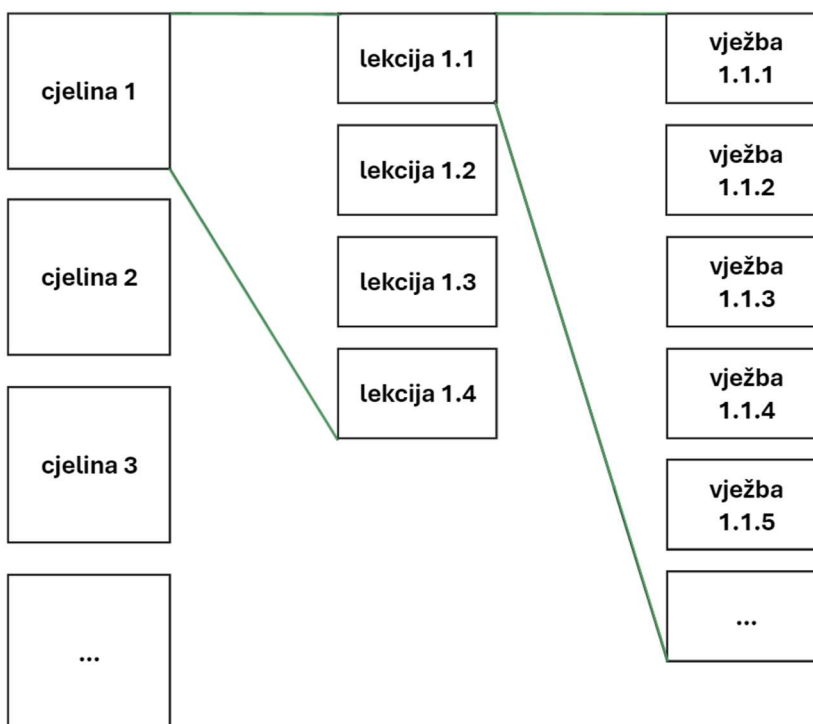 cjelina 1
cjelina 2
cjelina 3
...
lekcija 1.1
lekcija 1.2
lekcija 1.3
lekcija 1.4
vježba
1.1.1
vježba
1.1.2
vježba
1.1.3
vježba
1.1.4
vježba
1.1.5
...